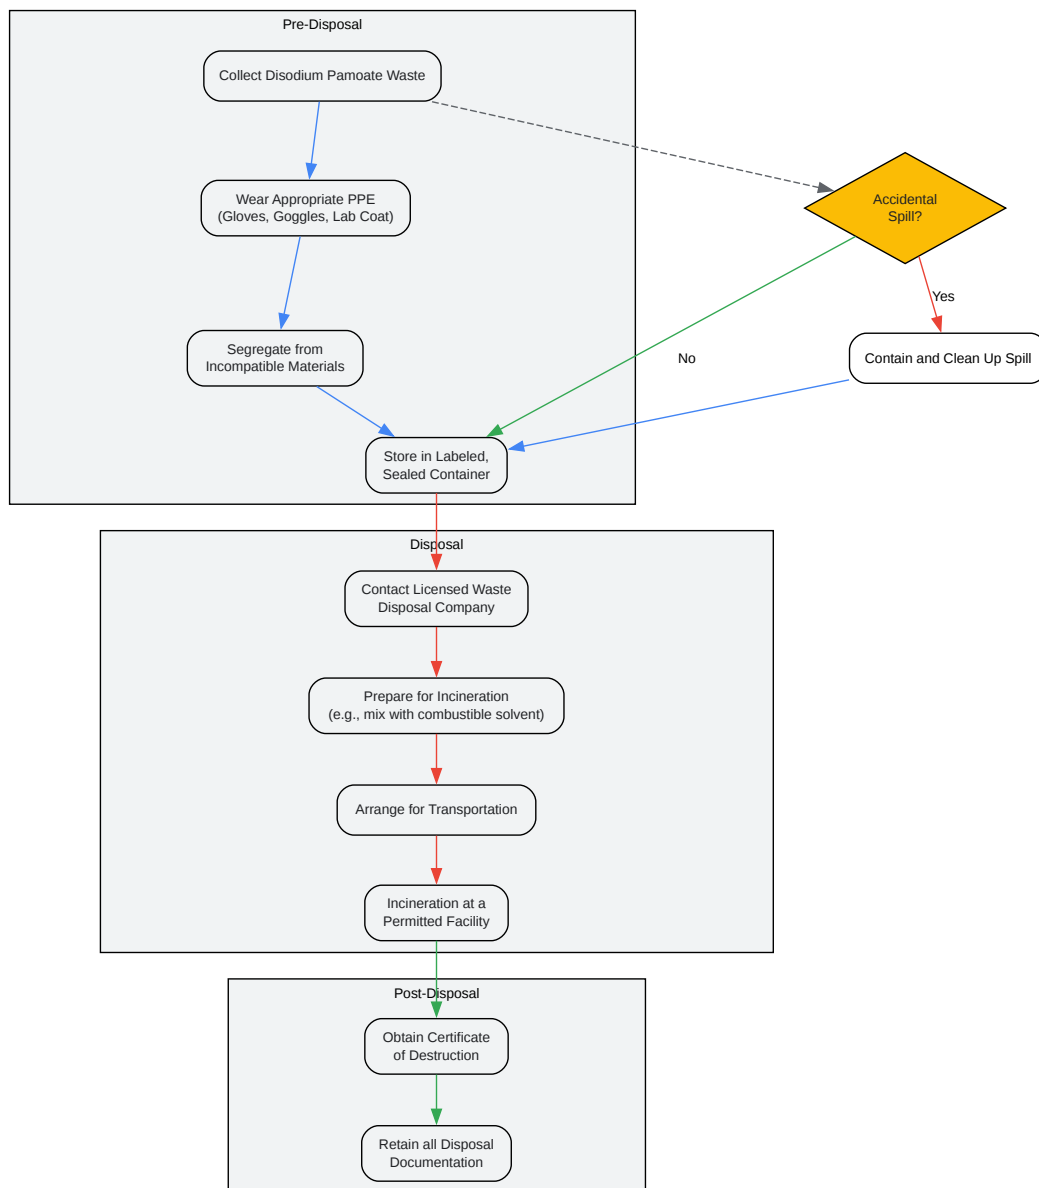 Pre-Disposal
Collect Disodium Pamoate Waste
Wear Appropriate PPE
(Gloves, Goggles, Lab Coat)
Accidental
Spill?
Yes
Segregate from
Incompatible Materials
No
Contain and Clean Up Spill
Store in Labeled,
Sealed Container
Disposal
Contact Licensed Waste
Disposal Company
Prepare for Incineration
(e.g., mix with combustible solvent)
Arrange for Transportation
Incineration at a
Permitted Facility
Post-Disposal
Obtain Certificate
of Destruction
Retain all Disposal
Documentation